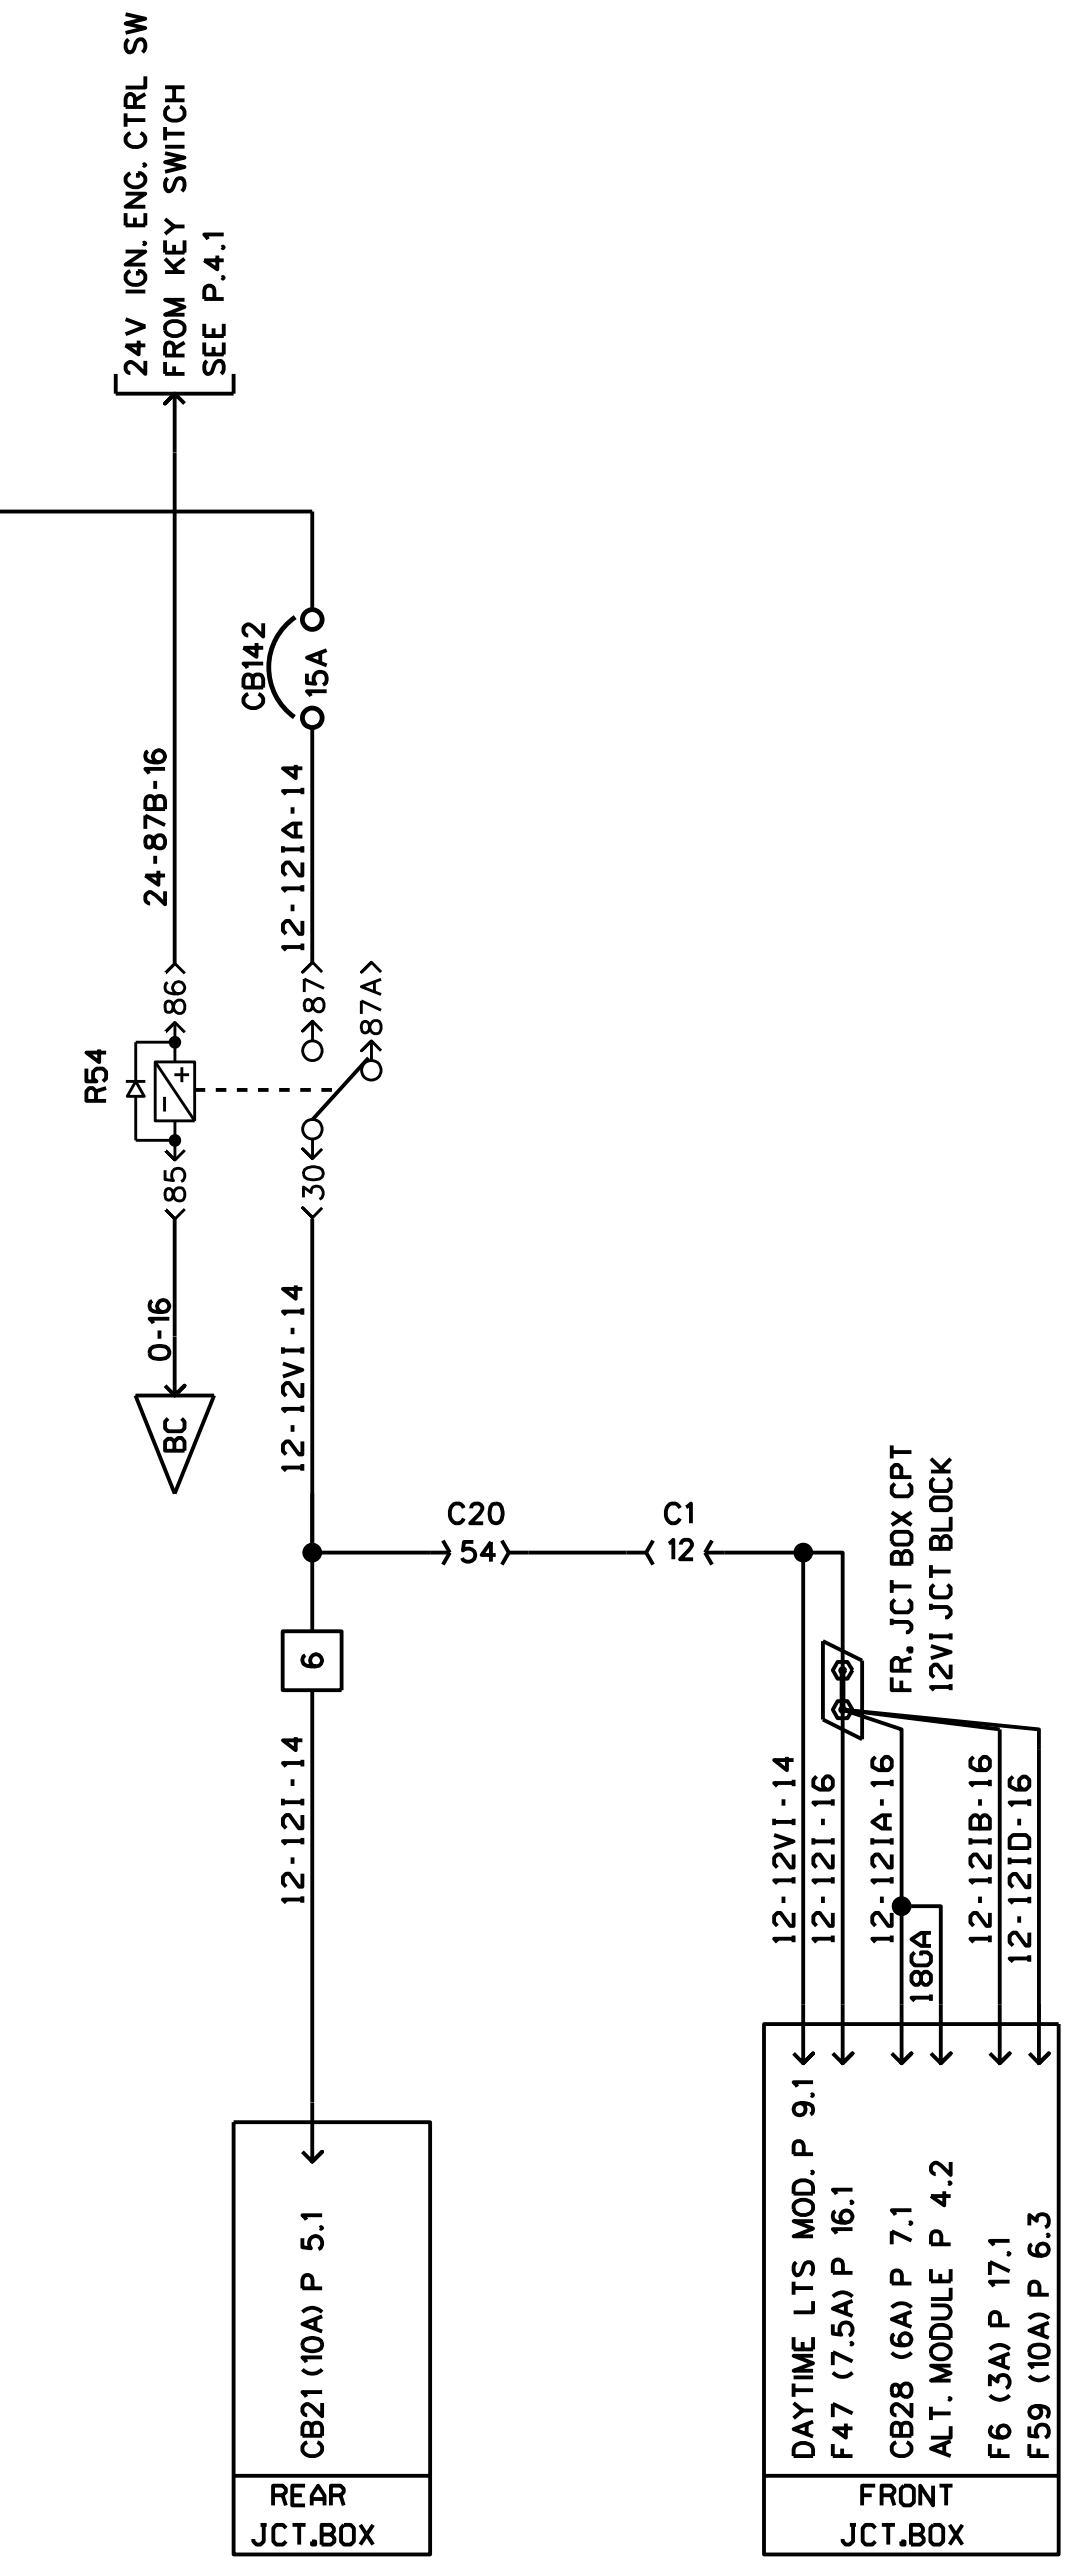 24V IGN. ENG. CTRL SW
FROM KEY SWITCH
SEE P.4.1
CB142
15A
24-87B-16
12-12IA-14
86
87
87A
R54
+
-
85
30
0-16
12-12VI-14
BC
C20
54
C1
12
FR. JCT BOX CPT
12VI JCT BLOCK
6
12-12I-14
12-12VI-14
12-12I-16
12-12IA-16
18GA
12-12IB-16
12-12ID-16
CB21 (10A) P 5.1
REAR
JCT.BOX
DAYTIME LTS MOD. P 9.1
F47 (7.5A) P 16.1
CB28 (6A) P 7.1
ALT. MODULE P 4.2
F6 (3A) P 17.1
F59 (10A) P 6.3
FRONT
JCT.BOX